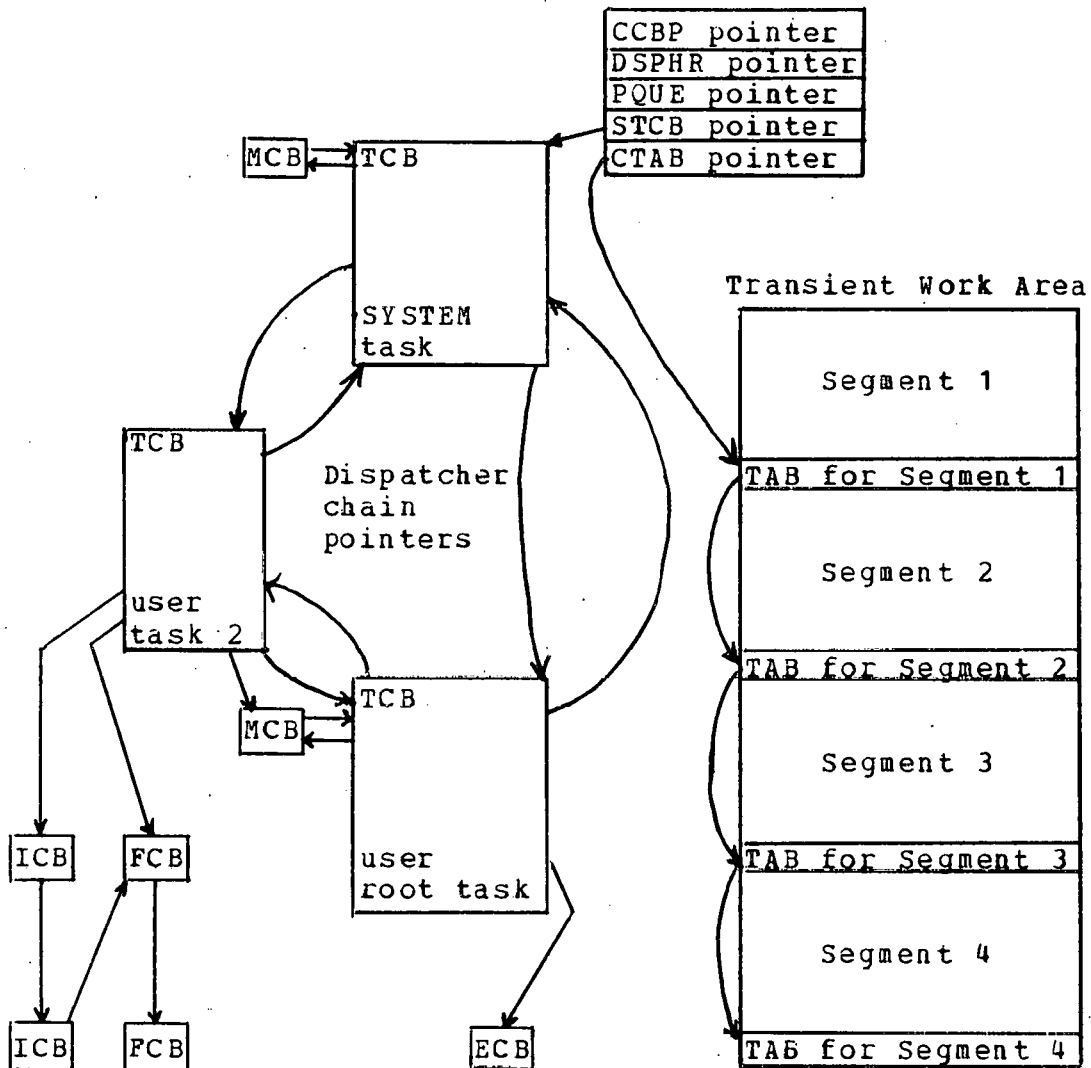 CCBP pointer
DSPHR pointer
PQUE pointer
STCB pointer
CTAB pointer
MCB
TCB
SYSTEM
task
Transient Work Area
Segment 1
TAB for Segment 1
Segment 2
TAB for Segment 2
Segment 3
TAB for Segment 3
Segment 4
TAB for Segment 4
TCB
user
task 2
Dispatcher
chain
pointers
MCB
TCB
user
root task
ICB
FCB
ICB
FCB
ECB